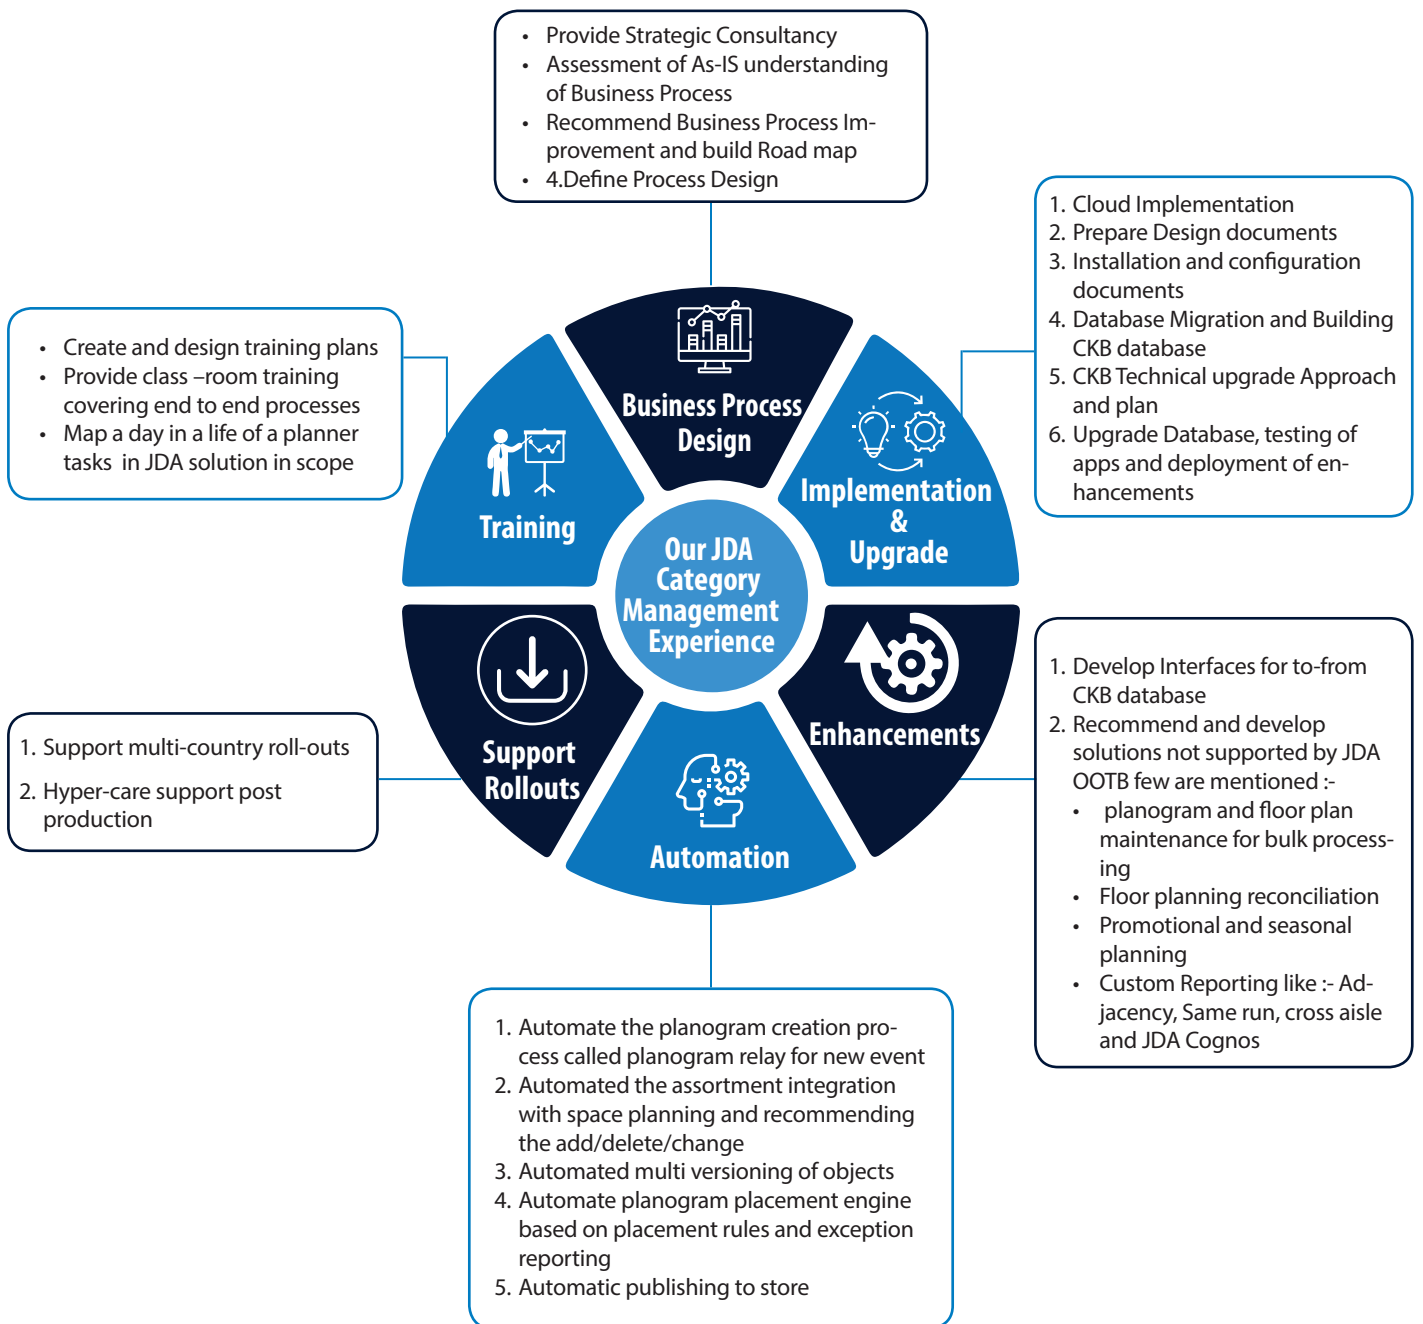 • Provide Strategic Consultancy
• Assessment of As-IS understanding
of Business Process
• Recommend Business Process Im-
provement and build Road map
• 4.Define Process Design
1. Cloud Implementation
2. Prepare Design documents
3. Installation and configuration
documents
4. Database Migration and Building
CKB database
5. CKB Technical upgrade Approach
and plan
6. Upgrade Database, testing of
apps and deployment of en-
hancements
• Create and design training plans
• Provide class –room training
covering end to end processes
• Map a day in a life of a planner
tasks  in JDA solution in scope
Business Process
Design
Implementation
&
Upgrade
Training
Our JDA
Category
Management
Experience
Support
Rollouts
Enhancements
Automation
1. Support multi-country roll-outs
2. Hyper-care support post
production
1. Develop Interfaces for to-from
CKB database
2. Recommend and develop
solutions not supported by JDA
OOTB few are mentioned :-
• planogram and floor plan
maintenance for bulk process-
ing
• Floor planning reconciliation
• Promotional and seasonal
planning
• Custom Reporting like :- Ad-
jacency, Same run, cross aisle
and JDA Cognos
1. Automate the planogram creation pro-
cess called planogram relay for new event
2. Automated the assortment integration
with space planning and recommending
the add/delete/change
3. Automated multi versioning of objects
4. Automate planogram placement engine
based on placement rules and exception
reporting
5. Automatic publishing to store